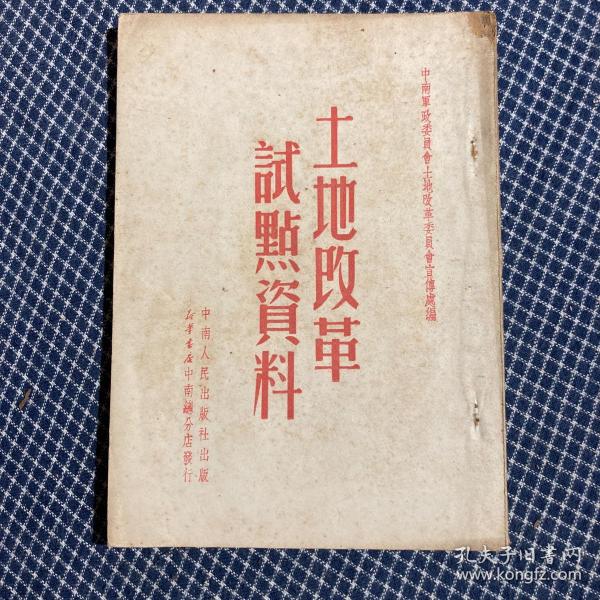 中南軍政委員會土地改革委員會宣傳處編
土地改革
試點資料
中南人民出版社出版
新華書店中南總分店發行
孔夫子旧書网
www.kongfz.com